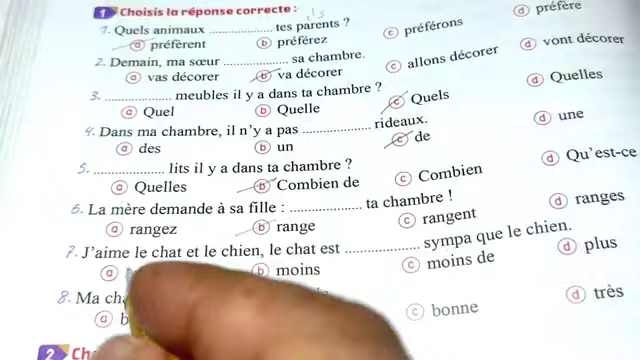 1 Choisis la réponse correcte :
ils
1. Quels animaux .................. tes parents ?
a préfèrent b préférez c préférons d préfère
2. Demain, ma sœur .................. sa chambre.
a vas décorer b va décorer c allons décorer d vont décorer
3. .................. meubles il y a dans ta chambre ?
a Quel b Quelle c Quels d Quelles
4. Dans ma chambre, il n'y a pas .................. rideaux.
a des b un c de d une
5. .................. lits il y a dans ta chambre ?
a Quelles b Combien de c Combien d Qu'est-ce
6. La mère demande à sa fille : .................. ta chambre !
a rangez b range c rangent d ranges
7. J'aime le chat et le chien, le chat est .................. sympa que le chien.
a b moins c moins de d plus
8. Ma
a c bonne d très
2